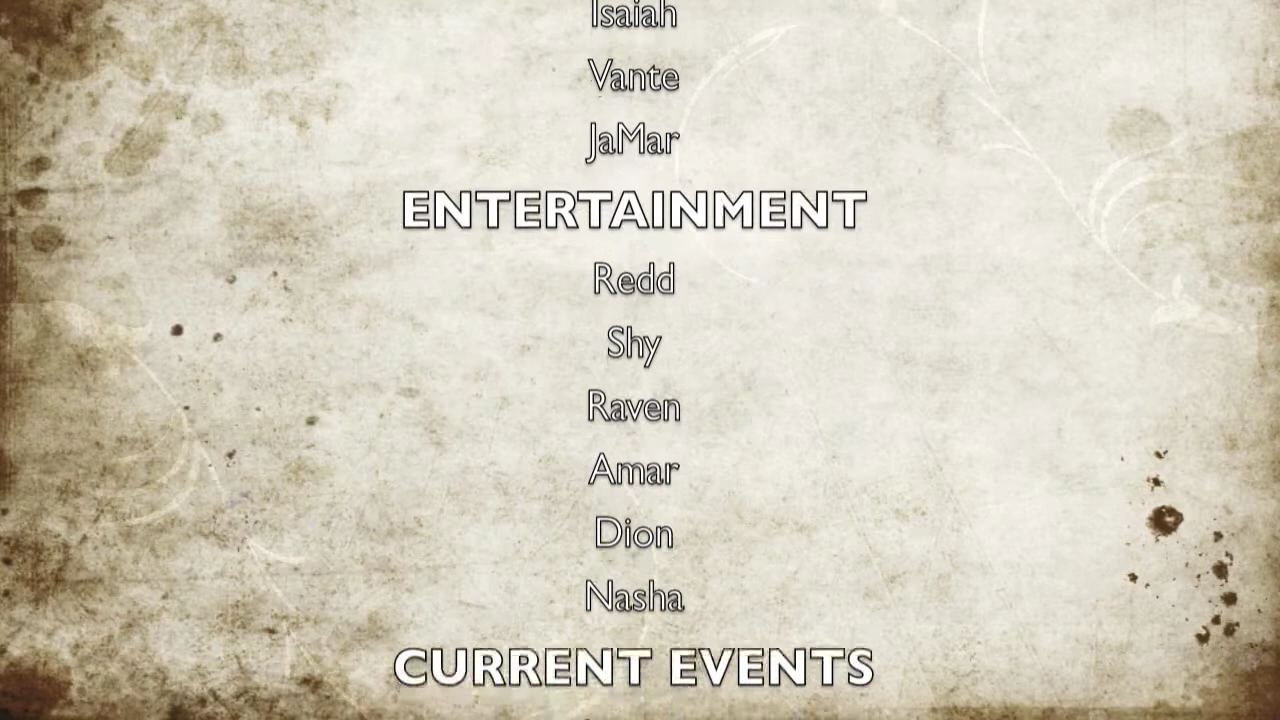 Isaiah
Vante
JaMar
ENTERTAINMENT
Redd
Shy
Raven
Amar
Dion
Nasha
CURRENT EVENTS